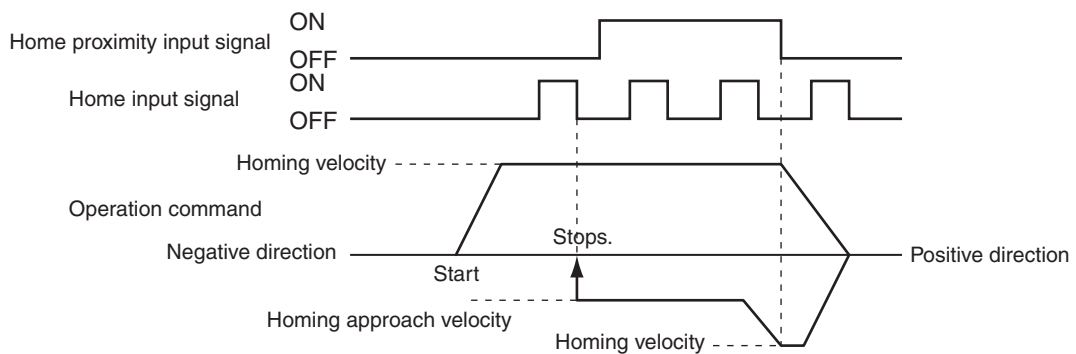 ON
Home proximity input signal
OFF
ON
Home input signal
OFF
Homing velocity
Operation command
Stops.
Negative direction
Positive direction
Start
Homing approach velocity
Homing velocity